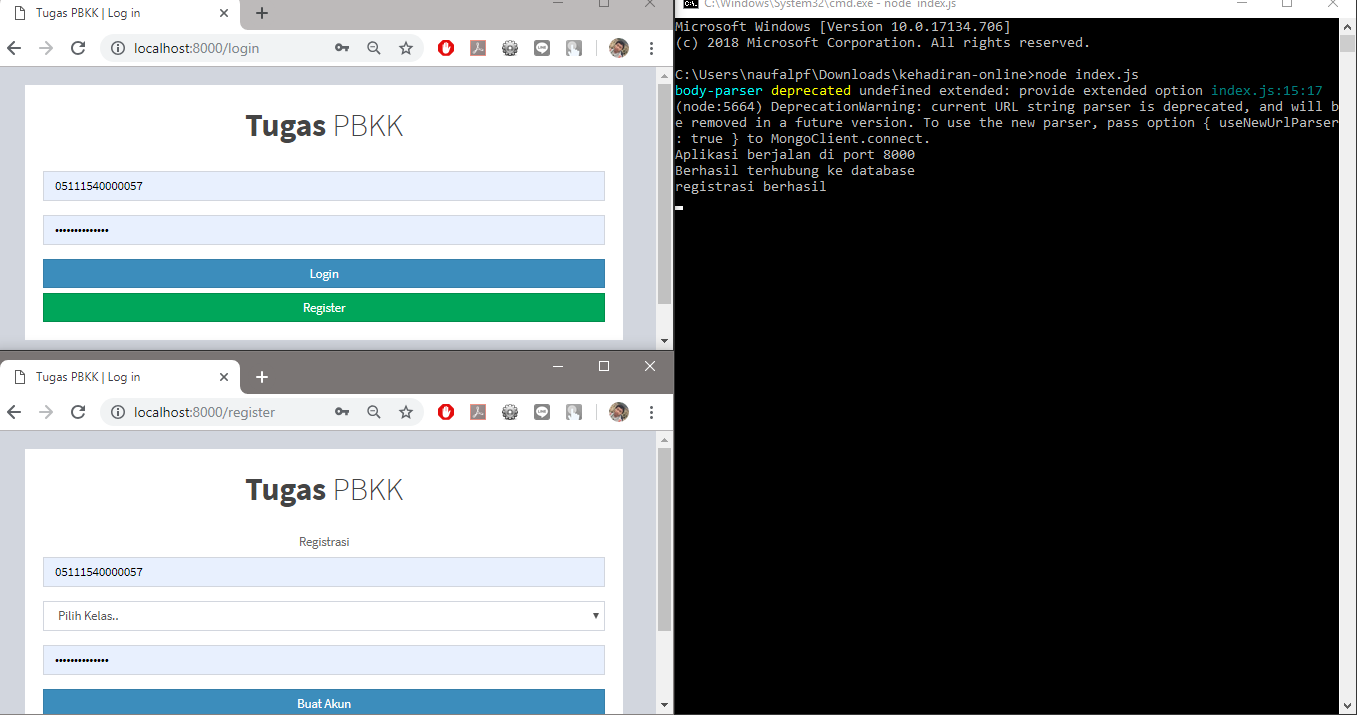 Tugas PBKK | Log in
localhost:8000/login
Tugas PBKK
05111540000057
••••••••••••••
Login
Register
Tugas PBKK | Log in
localhost:8000/register
Tugas PBKK
Registrasi
05111540000057
Pilih Kelas..
••••••••••••••
Buat Akun
C:\Windows\System32\cmd.exe - node index.js
Microsoft Windows [Version 10.0.17134.706]
(c) 2018 Microsoft Corporation. All rights reserved.
C:\Users\naufalpf\Downloads\kehadiran-online>node index.js
body-parser deprecated undefined extended: provide extended option index.js:15:17
(node:5664) DeprecationWarning: current URL string parser is deprecated, and will b
e removed in a future version. To use the new parser, pass option { useNewUrlParser
: true } to MongoClient.connect.
Aplikasi berjalan di port 8000
Berhasil terhubung ke database
registrasi berhasil